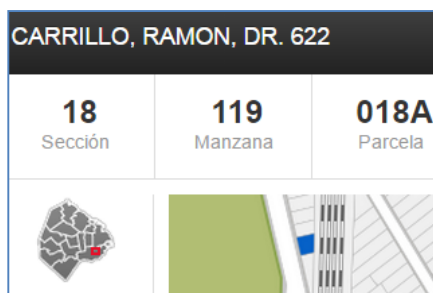 CARRILLO, RAMON, DR. 622
18 119 018A
Sección Manzana Parcela